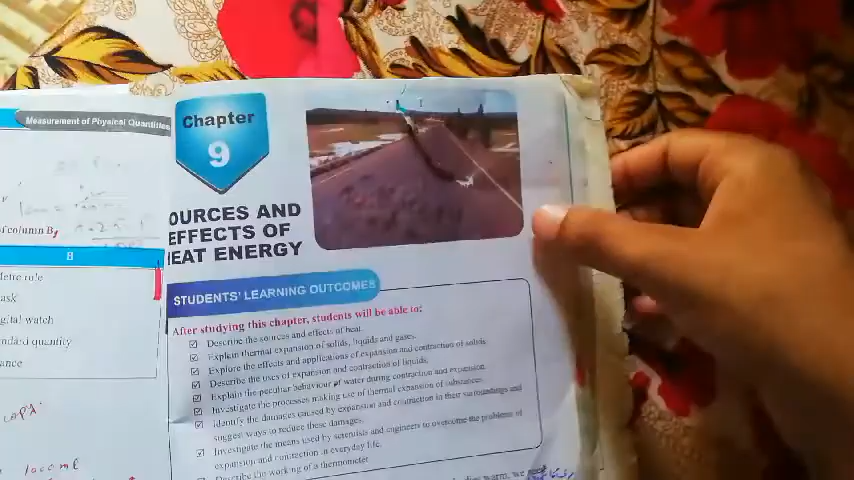 Measurement of Physical Quantities
of column B,
B
Metre rule
ask
gital watch
ndard quantity
ance
copy.
Chapter
9
OURCES AND
EFFECTS OF
EAT ENERGY
STUDENTS' LEARNING OUTCOMES
After studying this chapter, students will be able to:
Describe the sources and effects of heat.
Explain thermal expansion of solids, liquids and gases.
Explore the effects and applications of expansion and contraction of solids.
Describe the uses of expansion and contraction of liquids.
Explain the peculiar behaviour of water during contraction and expansion.
Investigate the processes making use of thermal expansion of substances.
Identify the damages caused by expansion and contraction in their surroundings and
suggest ways to reduce these damages.
Investigate the means used by scientists and engineers to overcome the problems of
expansion and contraction in everyday life.
Describe the working of a thermometer.
warm, we